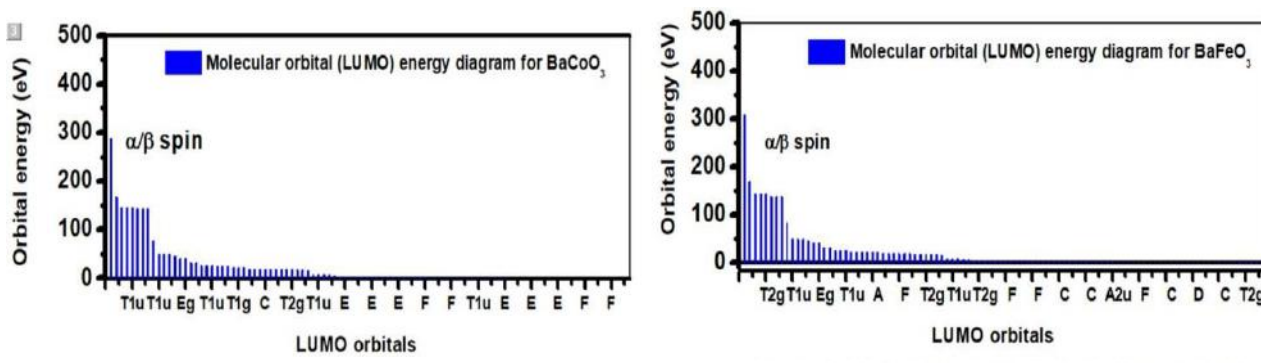 500
400
300
200
100
0
Orbital energy (eV)
Molecular orbital (LUMO) energy diagram for BaCoO₃
α/β spin
T1u T1u Eg T1u T1g C T2g T1u E E E F F T1u E E E F F
LUMO orbitals
500
400
300
200
100
0
Orbital energy (eV)
Molecular orbital (LUMO) energy diagram for BaFeO₃
α/β spin
T2g T1u Eg T1u A F T2g T1u T2g F F C C A2u F C D C T2g
LUMO orbitals